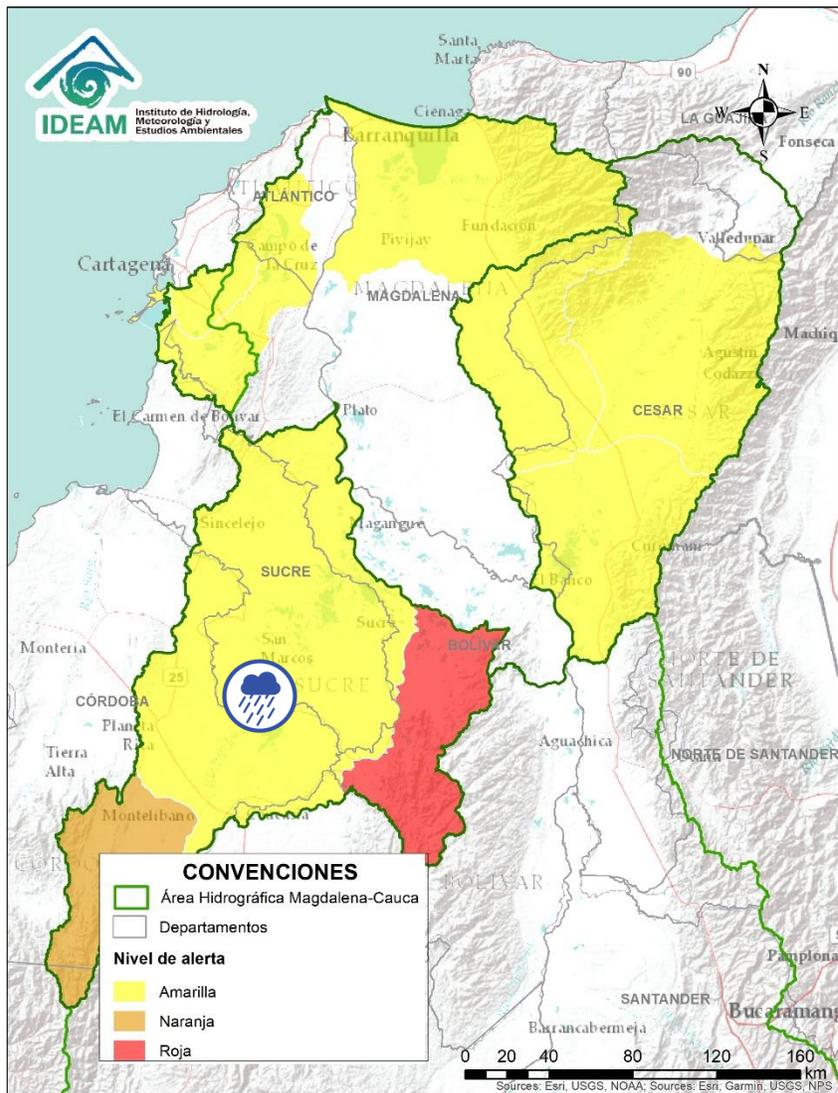 Santa
Marta
90
N
W E
S
LA GUAJIR
Fonseca
IDEAM
Instituto de Hidrología,
Meteorología y
Estudios Ambientales
Ciénaga
Barranquilla
ATLÁNTICO
Pivijay
Fundación
Valledupar
Campo de
la Cruz
Cartagena
MAGDALENA
Machiq
Agustín
Codazzi
CESAR
El Carmen de Bolívar
Plato
Sincelejo
Magangué
SUCRE
Curumaní
El Banco
Montería
San
Marcos
Sucre
BOLÍVAR
NORTE DE
SANTANDER
25
SUCRE
CÓRDOBA
Planeta
Rica
Tierra
Alta
Aguachica
NORTE DE SANTANDER
Montelíbano
BOLÍVAR
CONVENCIONES
Área Hidrográfica Magdalena-Cauca
Departamentos
Nivel de alerta
Amarilla
Naranja
Roja
Pamplona
SANTANDER
Bucaramang
Barrancabermeja
0 20 40 80 120 160
km
Sources: Esri, USGS, NOAA; Sources: Esri, Garmin, USGS, NPS